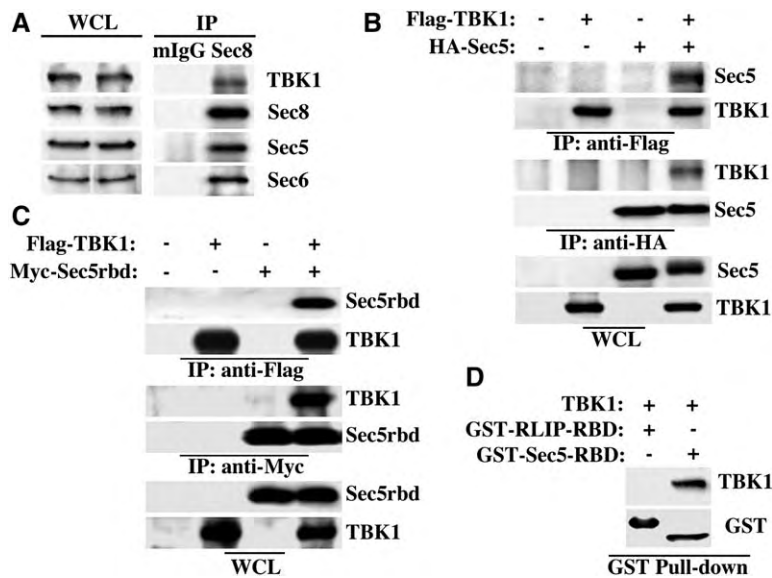 A
WCL IP
mIgG Sec8
TBK1
Sec8
Sec5
Sec6
B
Flag-TBK1: - + - +
HA-Sec5: - - + +
Sec5
TBK1
IP: anti-Flag
TBK1
Sec5
IP: anti-HA
Sec5
TBK1
WCL
C
Flag-TBK1: - + - +
Myc-Sec5rbd: - - + +
Sec5rbd
TBK1
IP: anti-Flag
TBK1
Sec5rbd
IP: anti-Myc
Sec5rbd
TBK1
WCL
D
TBK1: + +
GST-RLIP-RBD: + -
GST-Sec5-RBD: - +
TBK1
GST
GST Pull-down